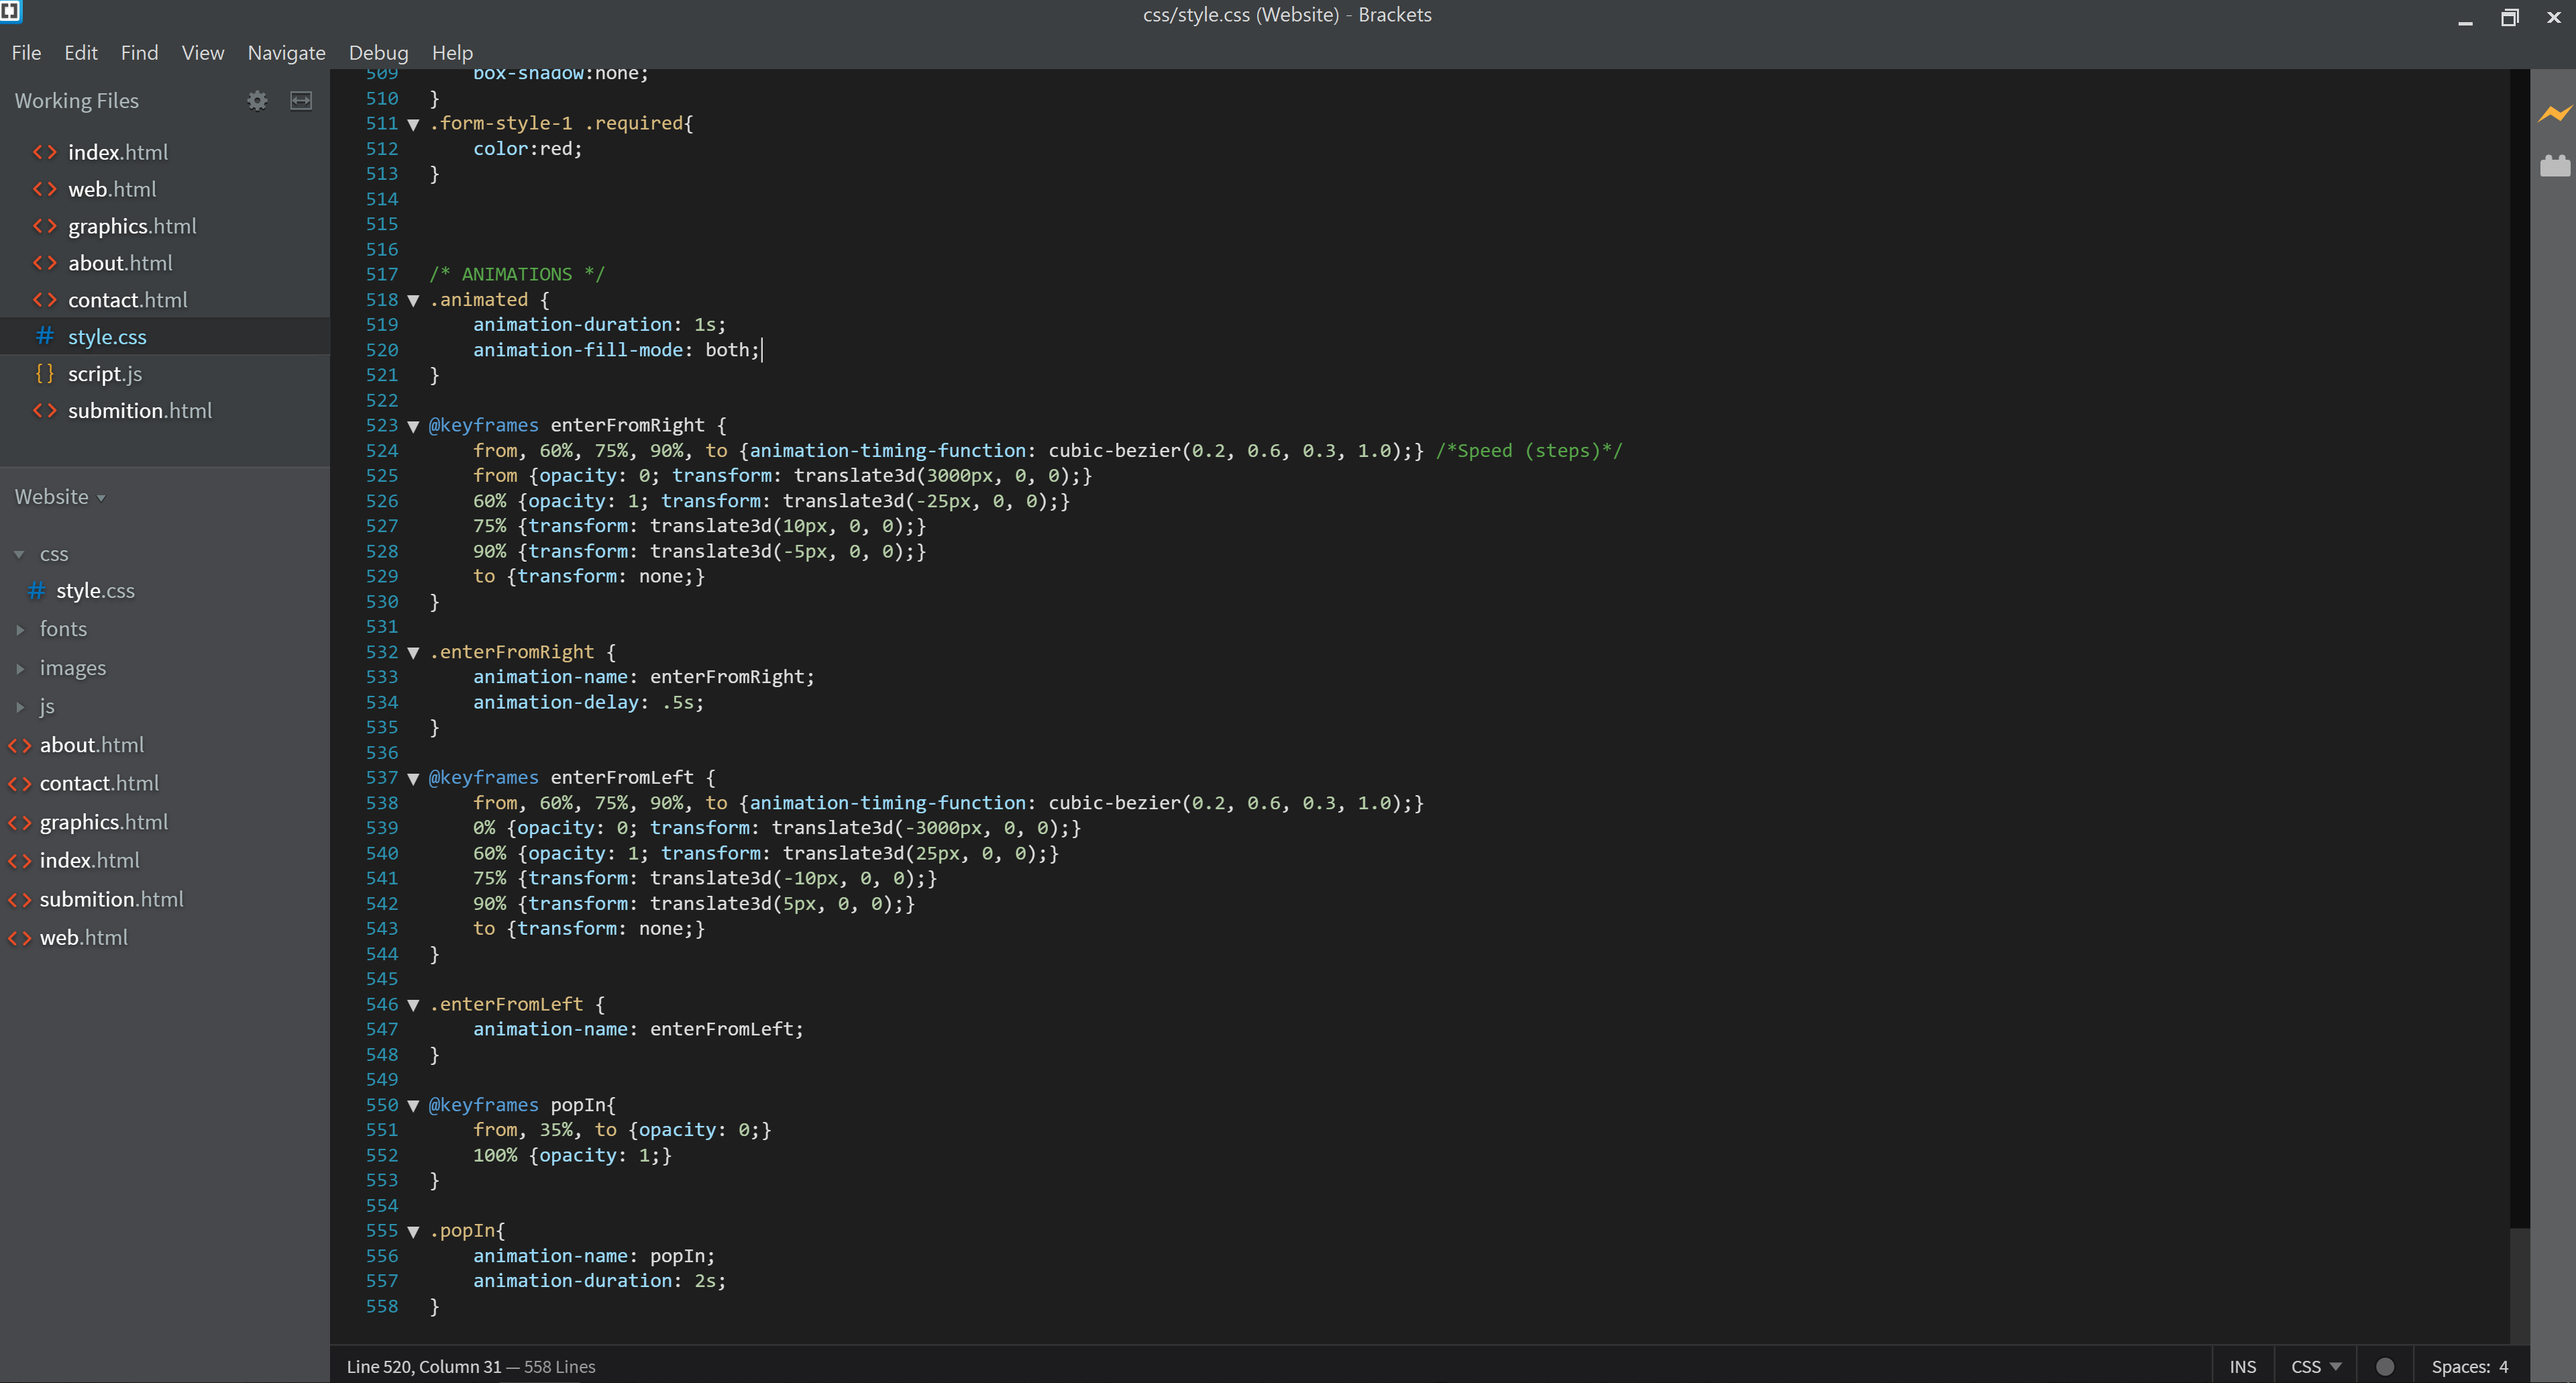 css/style.css (Website) - Brackets
File Edit Find View Navigate Debug Help
Working Files
index.html
web.html
graphics.html
about.html
contact.html
style.css
script.js
submition.html
Website
css
style.css
fonts
images
js
about.html
contact.html
graphics.html
index.html
submition.html
web.html
509 box-shadow:none;
510 }
511 .form-style-1 .required{
512 color:red;
513 }
514
515
516
517 /* ANIMATIONS */
518 .animated {
519 animation-duration: 1s;
520 animation-fill-mode: both;
521 }
522
523 @keyframes enterFromRight {
524 from, 60%, 75%, 90%, to {animation-timing-function: cubic-bezier(0.2, 0.6, 0.3, 1.0);} /*Speed (steps)*/
525 from {opacity: 0; transform: translate3d(3000px, 0, 0);}
526 60% {opacity: 1; transform: translate3d(-25px, 0, 0);}
527 75% {transform: translate3d(10px, 0, 0);}
528 90% {transform: translate3d(-5px, 0, 0);}
529 to {transform: none;}
530 }
531
532 .enterFromRight {
533 animation-name: enterFromRight;
534 animation-delay: .5s;
535 }
536
537 @keyframes enterFromLeft {
538 from, 60%, 75%, 90%, to {animation-timing-function: cubic-bezier(0.2, 0.6, 0.3, 1.0);}
539 0% {opacity: 0; transform: translate3d(-3000px, 0, 0);}
540 60% {opacity: 1; transform: translate3d(25px, 0, 0);}
541 75% {transform: translate3d(-10px, 0, 0);}
542 90% {transform: translate3d(5px, 0, 0);}
543 to {transform: none;}
544 }
545
546 .enterFromLeft {
547 animation-name: enterFromLeft;
548 }
549
550 @keyframes popIn{
551 from, 35%, to {opacity: 0;}
552 100% {opacity: 1;}
553 }
554
555 .popIn{
556 animation-name: popIn;
557 animation-duration: 2s;
558 }
Line 520, Column 31 — 558 Lines
INS CSS Spaces: 4